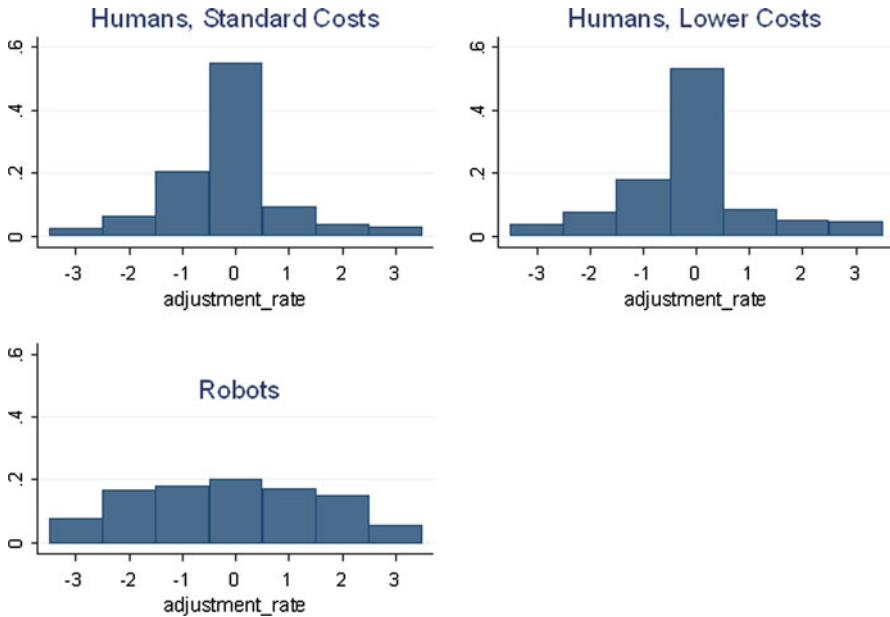 Humans, Standard Costs
.6
.4
.2
0
-3 -2 -1 0 1 2 3
adjustment_rate
Humans, Lower Costs
.6
.4
.2
0
-3 -2 -1 0 1 2 3
adjustment_rate
Robots
.6
.4
.2
0
-3 -2 -1 0 1 2 3
adjustment_rate